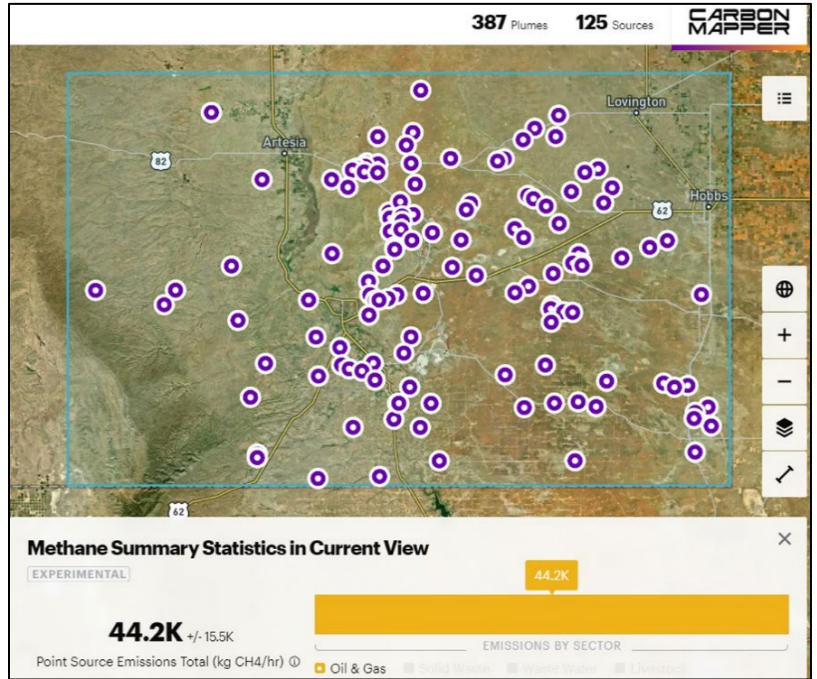 387 Plumes 125 Sources CARBON MAPPER
Lovington
Artesia
82
Hobbs
62
62
Methane Summary Statistics in Current View
EXPERIMENTAL
44.2K
44.2K +/- 15.5K
EMISSIONS BY SECTOR
Point Source Emissions Total (kg CH4/hr)
Oil & Gas Solid Waste Waste Water Livestock